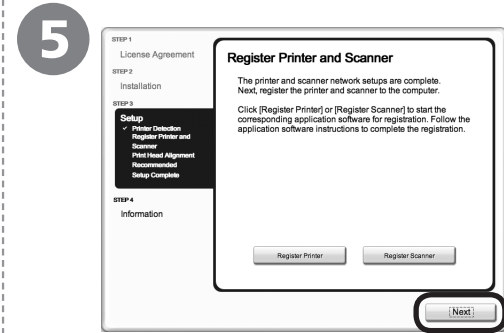 5
STEP 1
License Agreement
STEP 2
Installation
STEP 3
Setup
✓ Printer Detection
Register Printer and
Scanner
Print Head Alignment
Recommended
Setup Complete
STEP 4
Information
Register Printer and Scanner
The printer and scanner network setups are complete.
Next, register the printer and scanner to the computer.
Click [Register Printer] or [Register Scanner] to start the
corresponding application software for registration. Follow the
application software instructions to complete the registration.
Register Printer
Register Scanner
Next